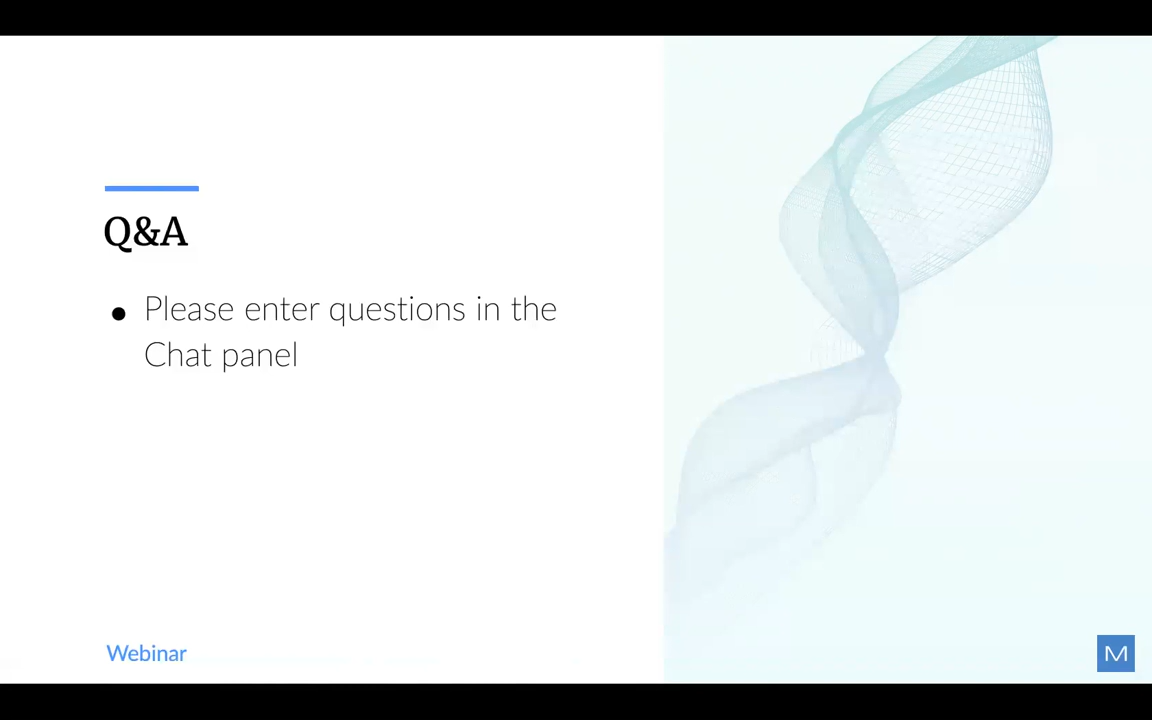 Q&A
● Please enter questions in the
Chat panel
Webinar
M